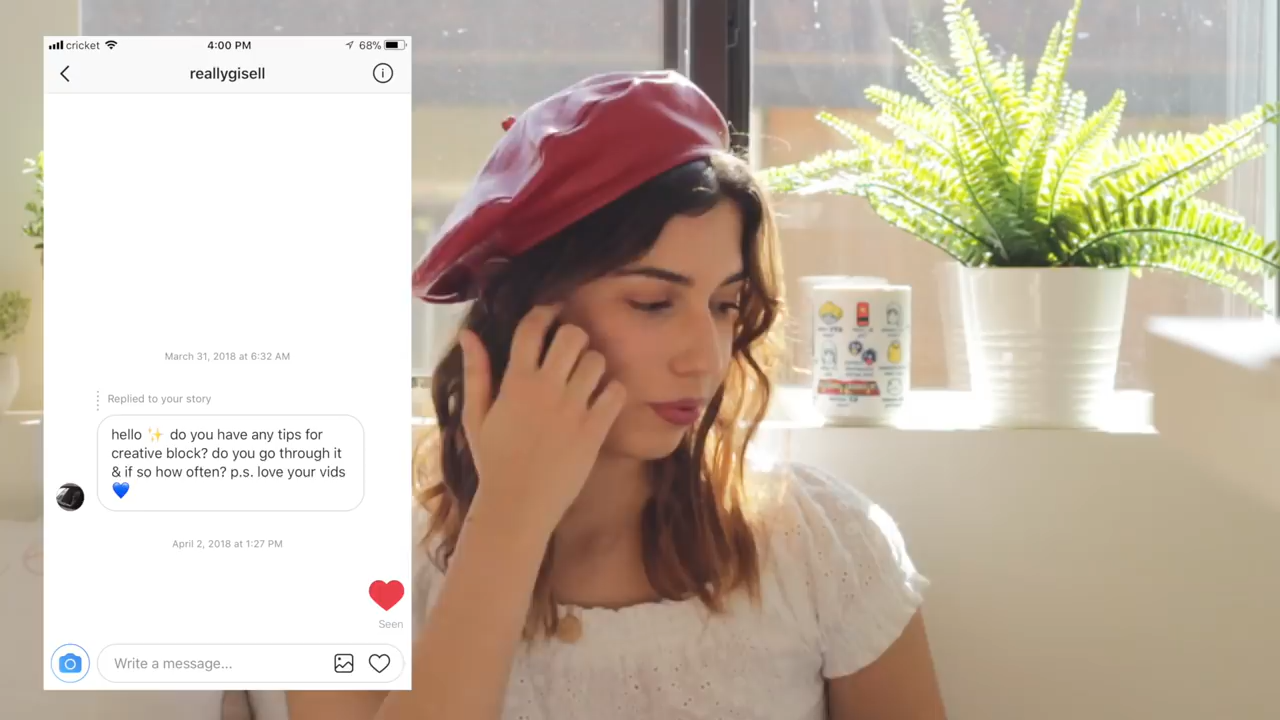 cricket 4:00 PM 68%
reallygisell
March 31, 2018 at 6:32 AM
Replied to your story
hello ✨ do you have any tips for
creative block? do you go through it
& if so how often? p.s. love your vids
💙
April 2, 2018 at 1:27 PM
Seen
Write a message...